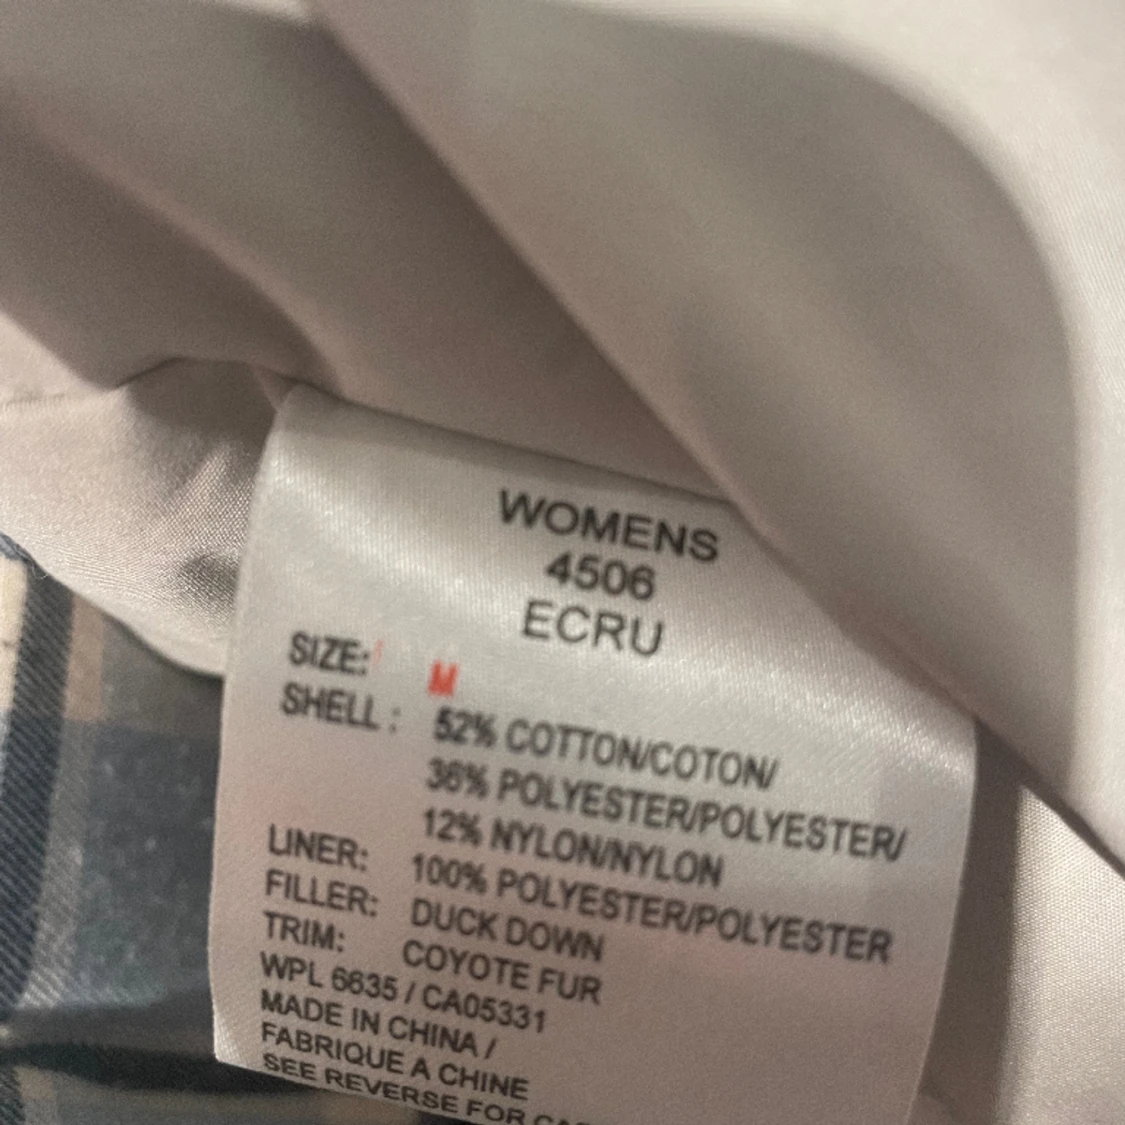 WOMENS
4506
ECRU
SIZE: M
SHELL : 52% COTTON/COTON/
36% POLYESTER/POLYESTER/
12% NYLON/NYLON
LINER: 100% POLYESTER/POLYESTER
FILLER: DUCK DOWN
TRIM: COYOTE FUR
WPL 6635 / CA05331
MADE IN CHINA /
FABRIQUE A CHINE
SEE REVERSE FOR